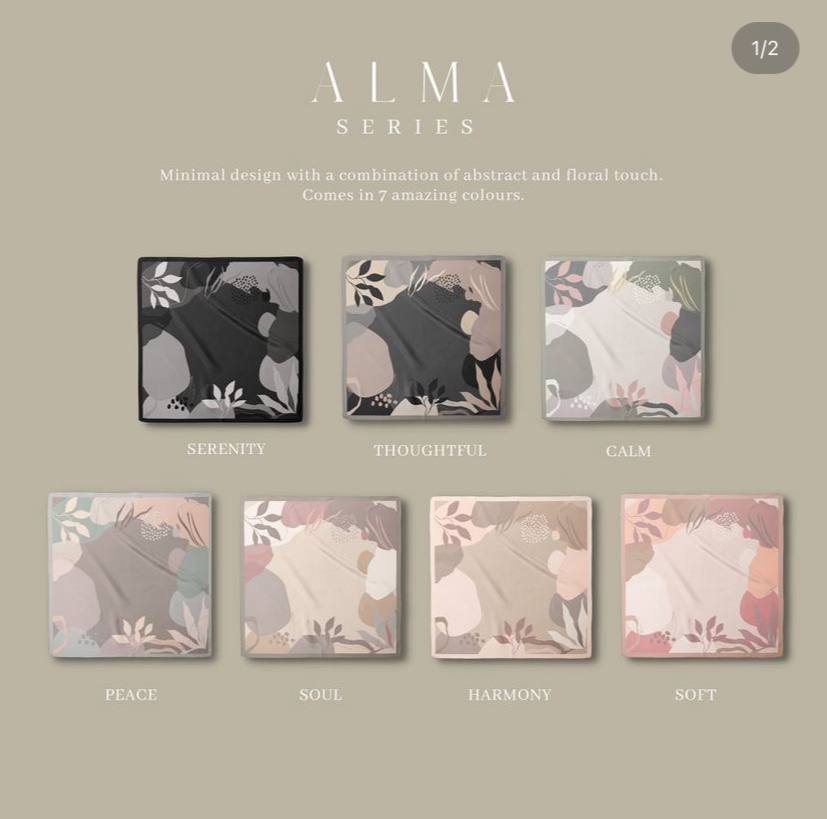 1/2
ALMA
SERIES
Minimal design with a combination of abstract and floral touch.
Comes in 7 amazing colours.
SERENITY
THOUGHTFUL
CALM
PEACE
SOUL
HARMONY
SOFT